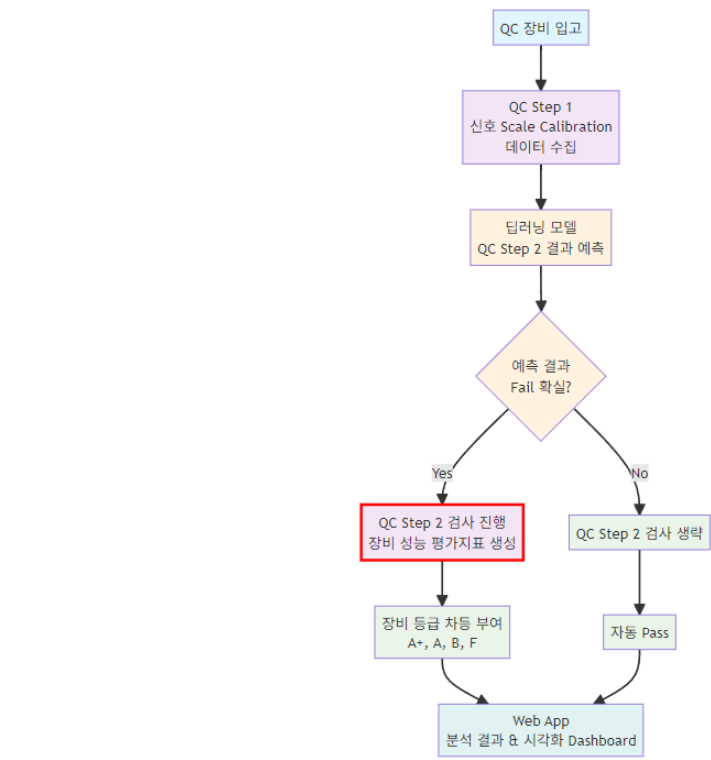 QC 장비 입고
QC Step 1
신호 Scale Calibration
데이터 수집
딥러닝 모델
QC Step 2 결과 예측
예측 결과
Fail 확실?
Yes
No
QC Step 2 검사 진행
장비 성능 평가지표 생성
QC Step 2 검사 생략
장비 등급 차등 부여
A+, A, B, F
자동 Pass
Web App
분석 결과 & 시각화 Dashboard